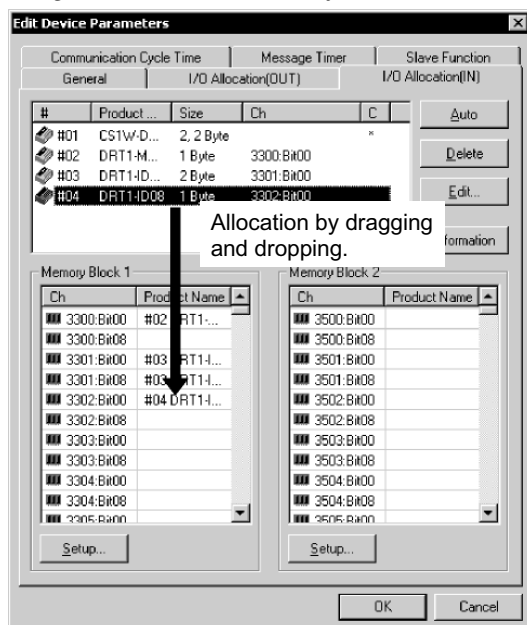 Edit Device Parameters
Communication Cycle Time Message Timer Slave Function
General I/O Allocation(OUT) I/O Allocation(IN)
# Product ... Size Ch C
#01 CS1W-D... 2, 2 Byte *
#02 DRT1-M... 1 Byte 3300:Bit00
#03 DRT1-ID... 2 Byte 3301:Bit00
#04 DRT1-ID08 1 Byte 3302:Bit00
Auto
Delete
Edit...
formation
Allocation by dragging
and dropping.
Memory Block 1
Ch Product Name
3300:Bit00 #02 DRT1-...
3300:Bit08
3301:Bit00 #03 DRT1-I...
3301:Bit08 #03 DRT1-I...
3302:Bit00 #04 DRT1-I...
3302:Bit08
3303:Bit00
3303:Bit08
3304:Bit00
3304:Bit08
3305:Bit00
Setup...
Memory Block 2
Ch Product Name
3500:Bit00
3500:Bit08
3501:Bit00
3501:Bit08
3502:Bit00
3502:Bit08
3503:Bit00
3503:Bit08
3504:Bit00
3504:Bit08
3505:Bit00
Setup...
OK Cancel